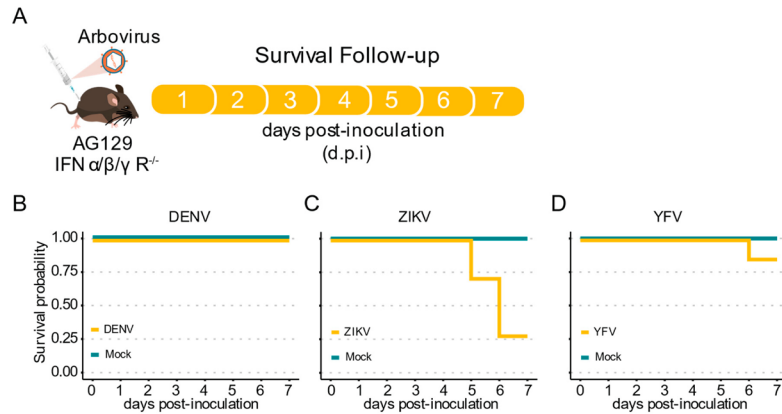 A
Arbovirus
Survival Follow-up
1 2 3 4 5 6 7
days post-inoculation
(d.p.i)
AG129
IFN α/β/γ R⁻/⁻
B
DENV
C
ZIKV
D
YFV
Survival probability
1.00
0.75
0.50
0.25
0.00
DENV
Mock
0 1 2 3 4 5 6 7
days post-inoculation
ZIKV
Mock
0 1 2 3 4 5 6 7
days post-inoculation
YFV
Mock
0 1 2 3 4 5 6 7
days post-inoculation